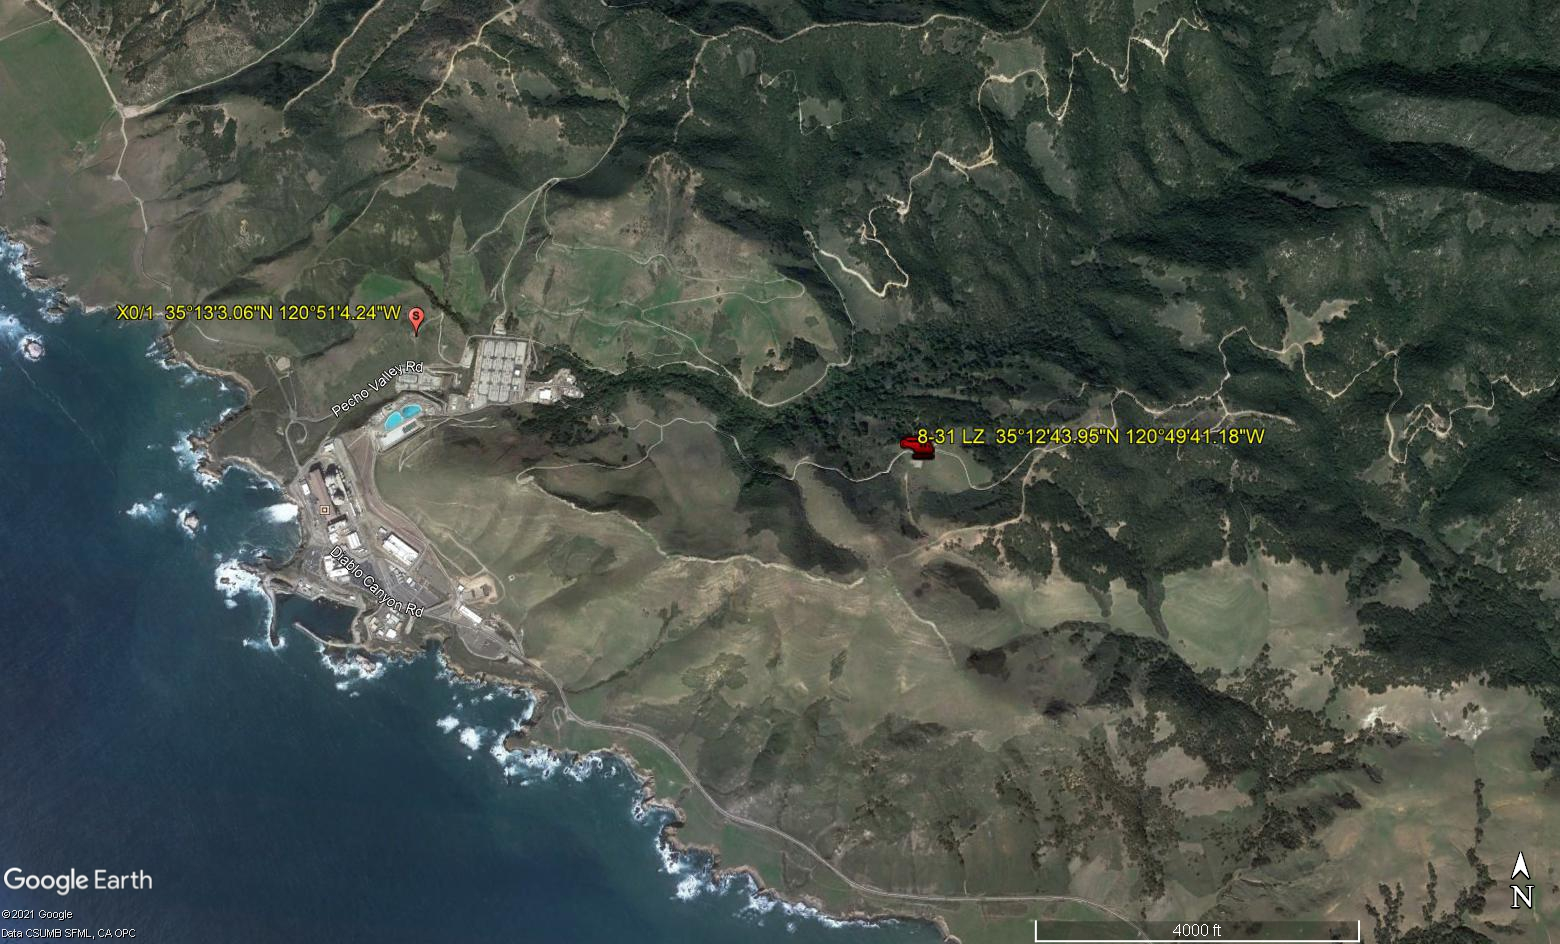 X0/1  35°13'3.06"N 120°51'4.24"W
S
Pecho Valley Rd
8-31 LZ  35°12'43.95"N 120°49'41.18"W
Diablo Canyon Rd
Google Earth
N
©2021 Google
4000 ft
Data CSUMB SFML, CA OPC